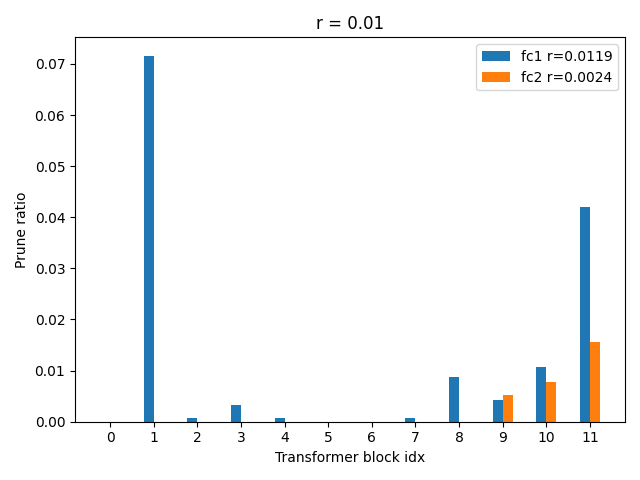 r = 0.01
fc1 r=0.0119
fc2 r=0.0024
Prune ratio
0.07
0.06
0.05
0.04
0.03
0.02
0.01
0.00
0 1 2 3 4 5 6 7 8 9 10 11
Transformer block idx